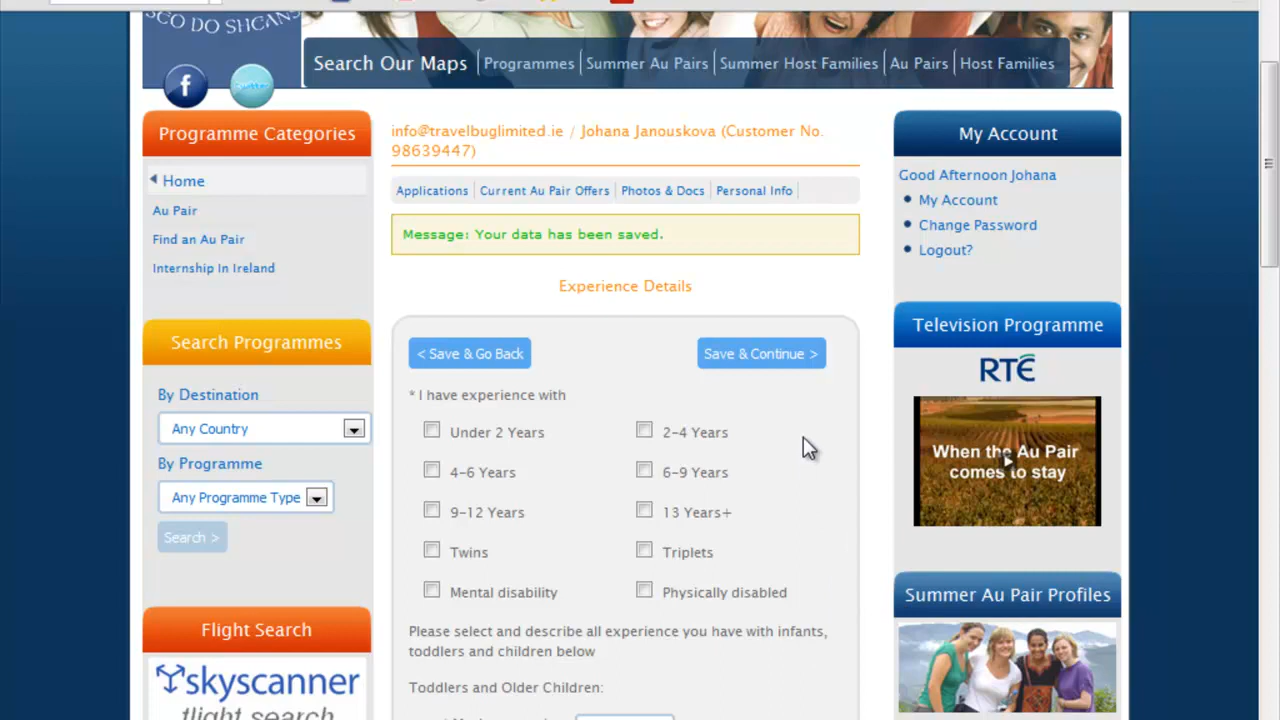 SCO DO SHCANS
Search Our Maps
Programmes
Summer Au Pairs
Summer Host Families
Au Pairs
Host Families
f
Twitter
Programme Categories
Home
Au Pair
Find an Au Pair
Internship In Ireland
Search Programmes
By Destination
Any Country
By Programme
Any Programme Type
Search >
Flight Search
skyscanner
flight search
info@travelbuglimited.ie / Johana Janouskova (Customer No.
98639447)
Applications
Current Au Pair Offers
Photos & Docs
Personal Info
Message: Your data has been saved.
Experience Details
< Save & Go Back
Save & Continue >
* I have experience with
Under 2 Years
2-4 Years
4-6 Years
6-9 Years
9-12 Years
13 Years+
Twins
Triplets
Mental disability
Physically disabled
Please select and describe all experience you have with infants,
toddlers and children below
Toddlers and Older Children:
My Account
Good Afternoon Johana
My Account
Change Password
Logout?
Television Programme
RTÉ
When the Au Pair
comes to stay
Summer Au Pair Profiles